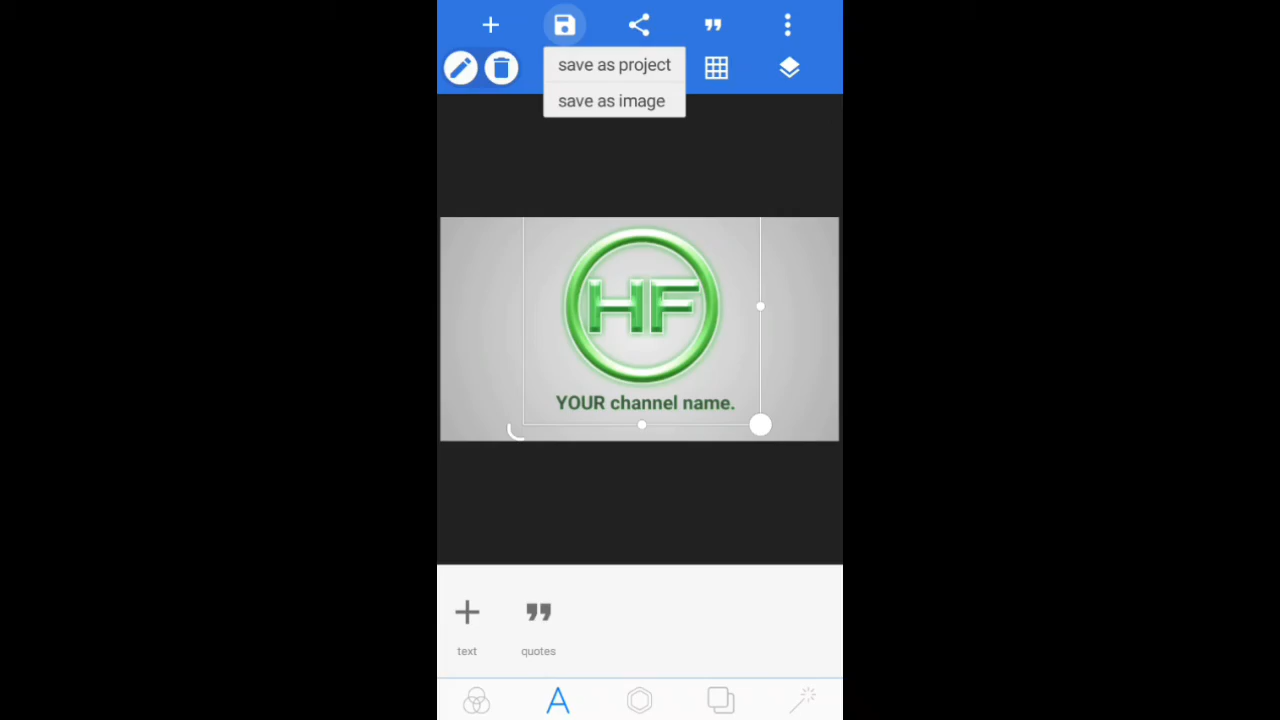 save as project
save as image
HF
YOUR channel name.
text
quotes